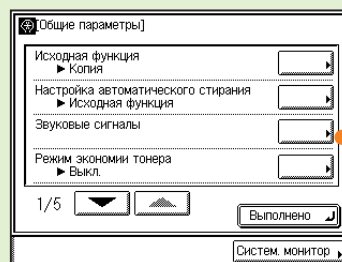 [Общие параметры]
Исходная функция
► Копия
Настройка автоматического стирания
► Исходная функция
Звуковые сигналы
Режим экономии тонера
► Выкл.
1/5
Выполнено
Систем. монитор